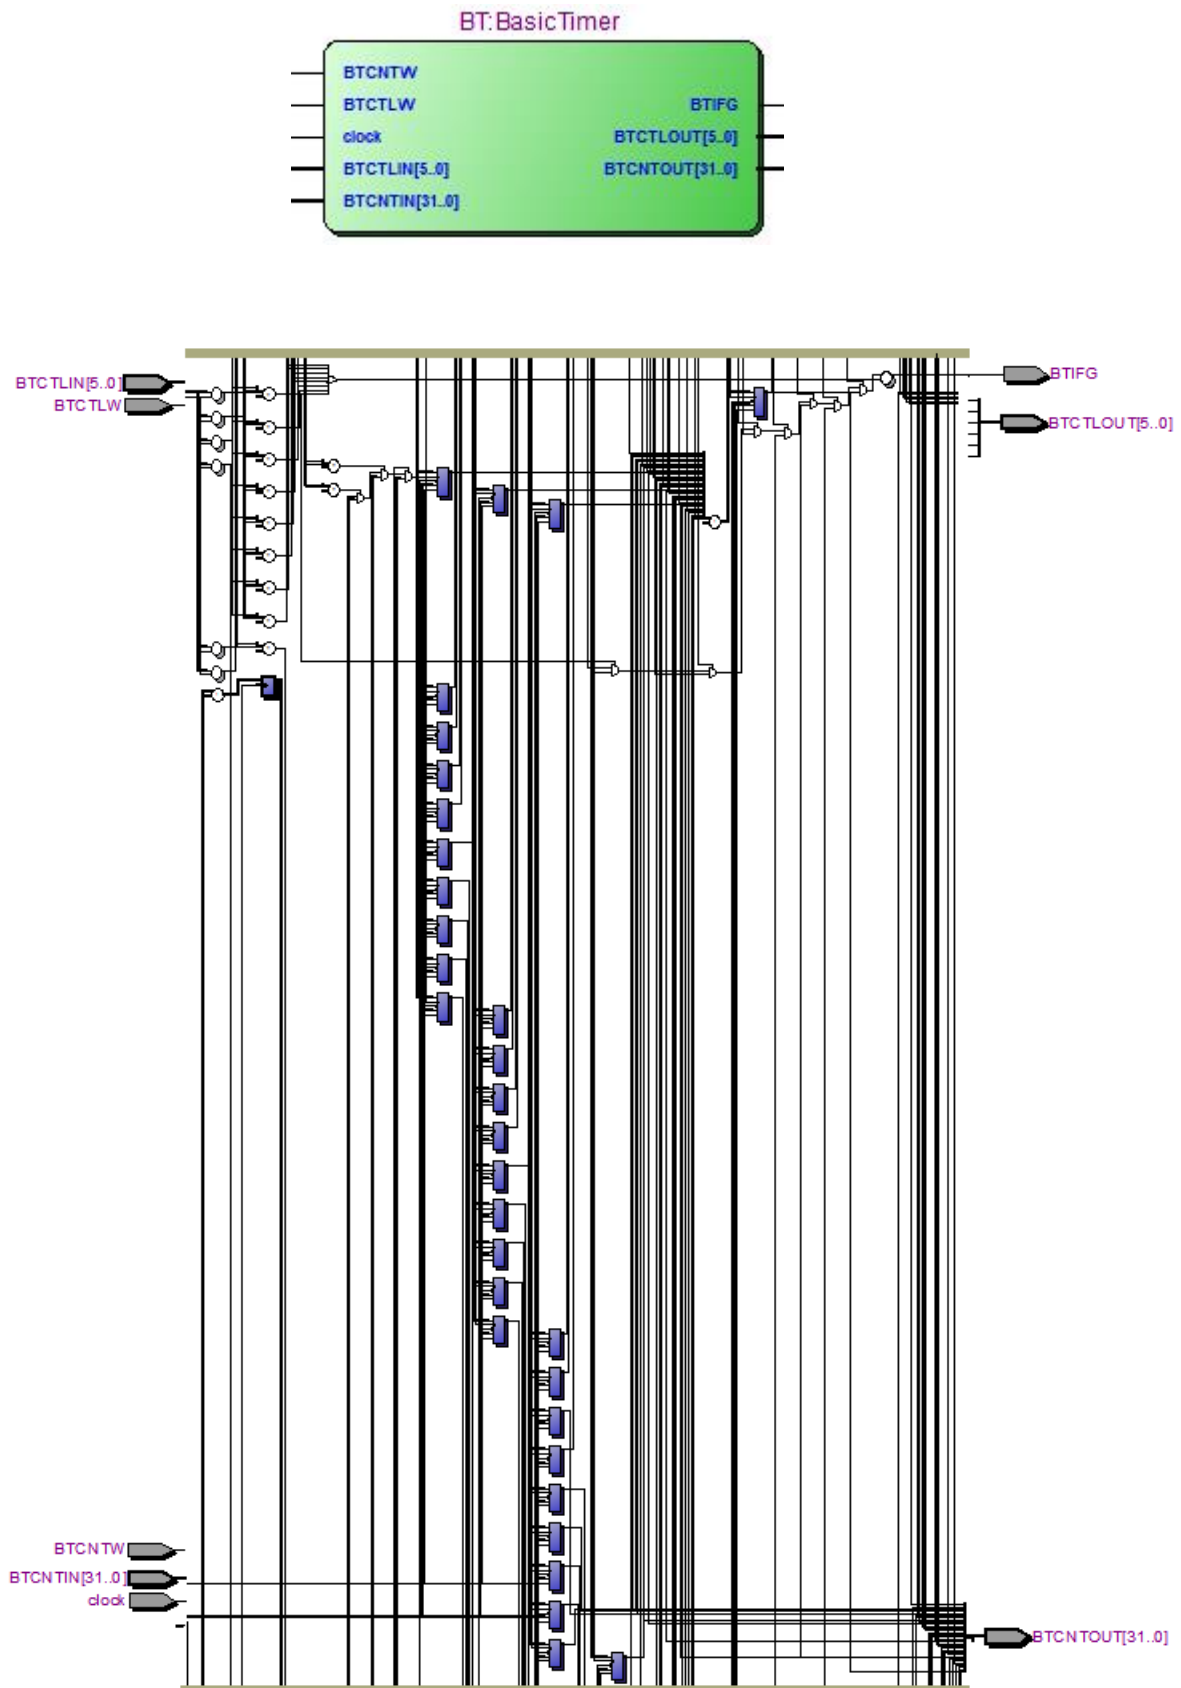 BT:BasicTimer
BTCNTW
BTCTLW
BTIFG
clock
BTCTLOUT[5..0]
BTCTLIN[5..0]
BTCNTOUT[31..0]
BTCNTIN[31..0]
BTCTLIN[5..0]
BTIFG
BTCTLW
BTCTLOUT[5..0]
BTCNTW
BTCNTIN[31..0]
clock
BTCNTOUT[31..0]